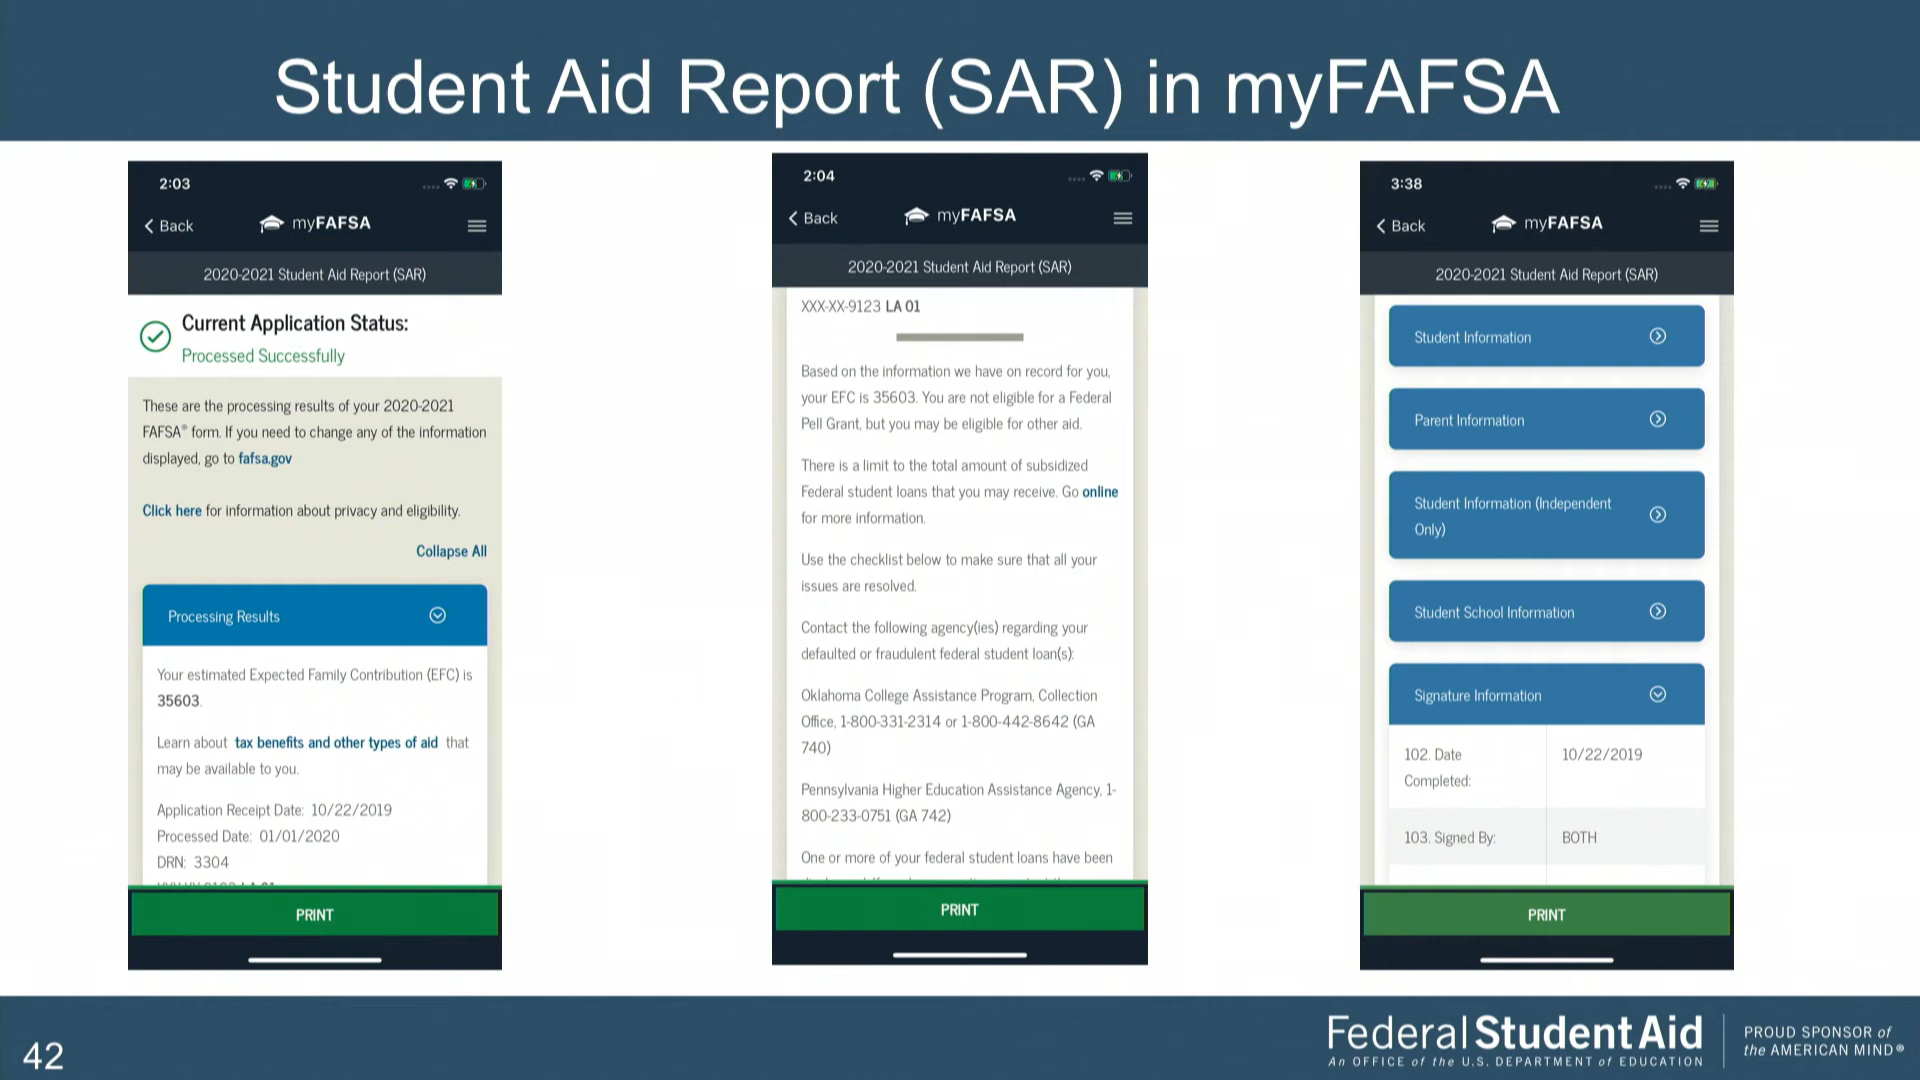 Student Aid Report (SAR) in myFAFSA
2:03
Back
myFAFSA
2020-2021 Student Aid Report (SAR)
Current Application Status:
Processed Successfully
These are the processing results of your 2020-2021
FAFSA® form. If you need to change any of the information
displayed, go to fafsa.gov
Click here for information about privacy and eligibility.
Collapse All
Processing Results
Your estimated Expected Family Contribution (EFC) is
35603.
Learn about tax benefits and other types of aid that
may be available to you.
Application Receipt Date: 10/22/2019
Processed Date: 01/01/2020
DRN: 3304
PRINT
2:04
Back
myFAFSA
2020-2021 Student Aid Report (SAR)
XXX-XX-9123 LA 01
Based on the information we have on record for you,
your EFC is 35603. You are not eligible for a Federal
Pell Grant, but you may be eligible for other aid.
There is a limit to the total amount of subsidized
Federal student loans that you may receive. Go online
for more information.
Use the checklist below to make sure that all your
issues are resolved.
Contact the following agency(ies) regarding your
defaulted or fraudulent federal student loan(s):
Oklahoma College Assistance Program, Collection
Office, 1-800-331-2314 or 1-800-442-8642 (GA
740)
Pennsylvania Higher Education Assistance Agency, 1-
800-233-0751 (GA 742)
One or more of your federal student loans have been
PRINT
3:38
Back
myFAFSA
2020-2021 Student Aid Report (SAR)
Student Information
Parent Information
Student Information (Independent
Only)
Student School Information
Signature Information
102. Date
Completed:
10/22/2019
103. Signed By:
BOTH
PRINT
42
Federal Student Aid
An OFFICE of the U.S. DEPARTMENT of EDUCATION
PROUD SPONSOR of
the AMERICAN MIND®